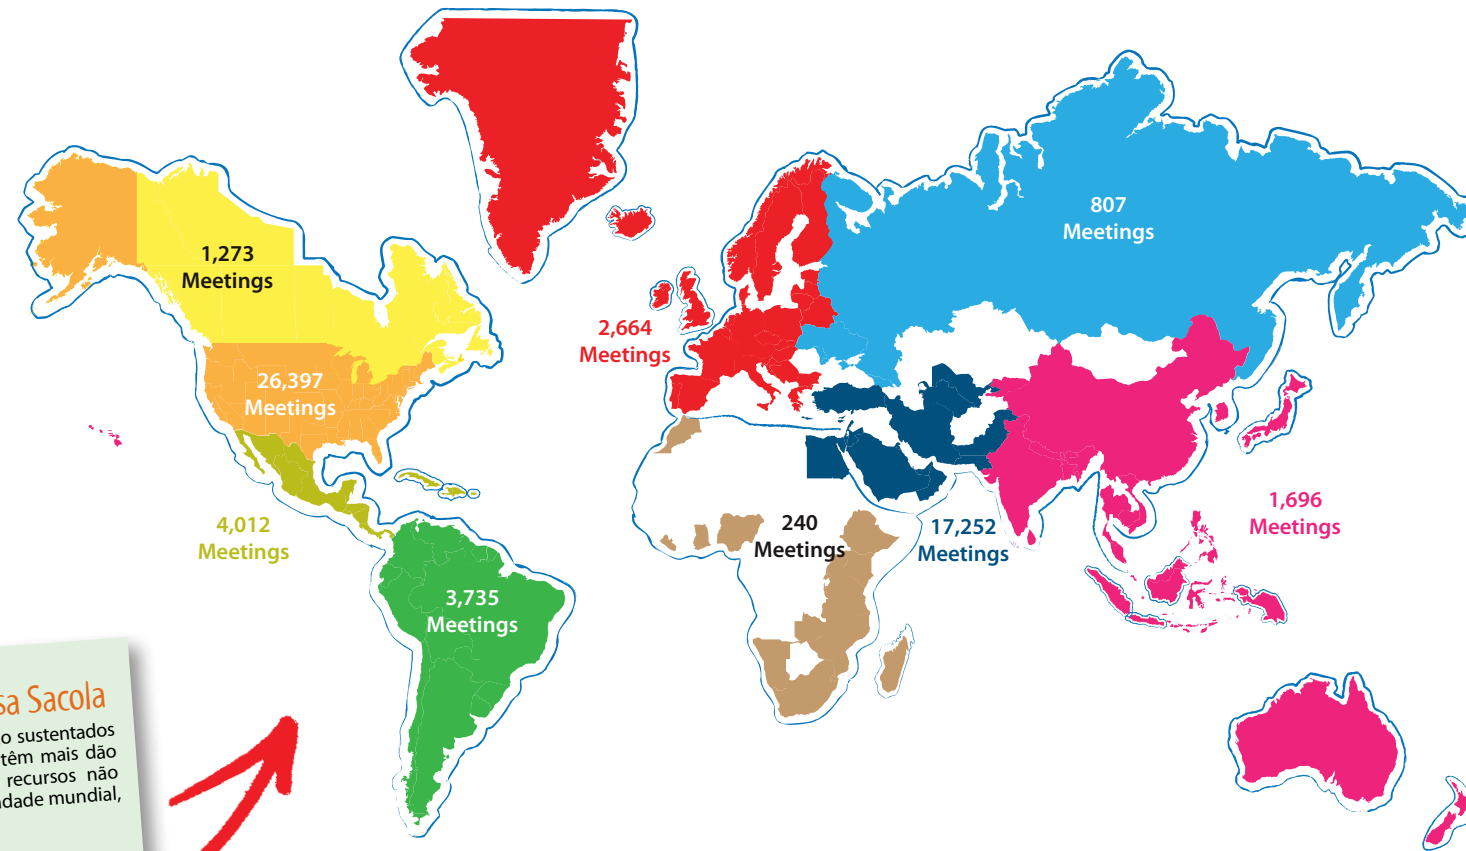 807
Meetings
1,273
Meetings
2,664
Meetings
26,397
Meetings
4,012
Meetings
240
Meetings
17,252
Meetings
1,696
Meetings
3,735
Meetings
sa Sacola
o sustentados
têm mais dão
recursos não
dade mundial,